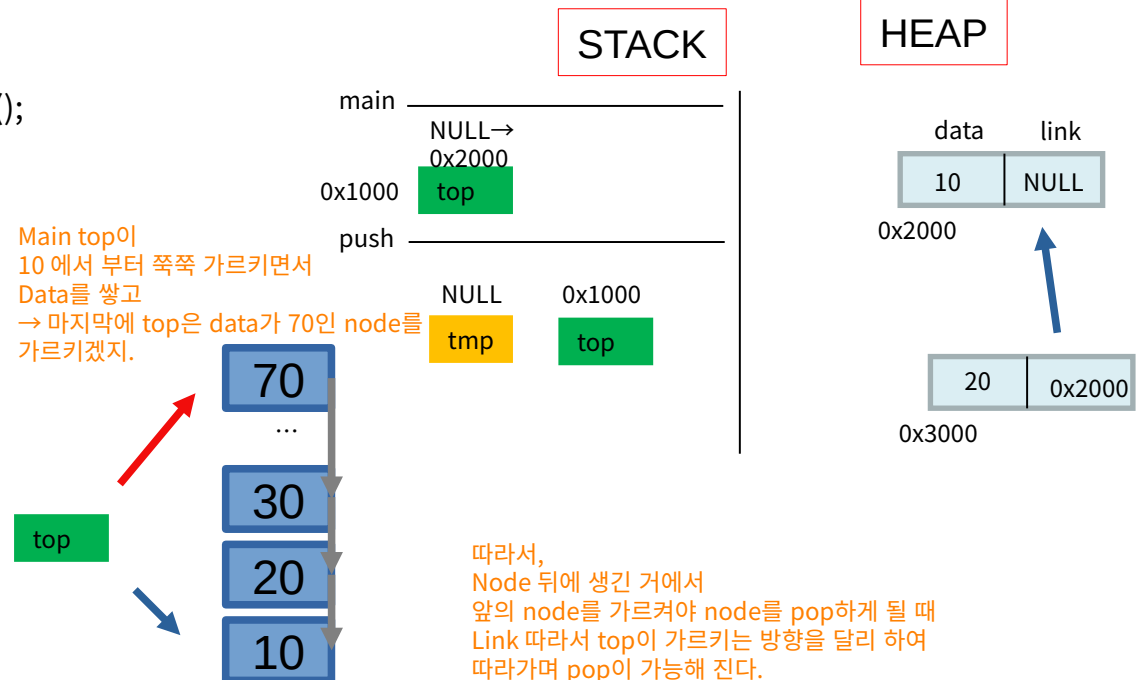 STACK
HEAP
();
main
NULL→
0x2000
0x1000
top
push
NULL
0x1000
tmp
top
data
link
10
NULL
0x2000
20
0x2000
0x3000
Main top이
10 에서 부터 쭉쭉 가르키면서
Data를 쌓고
→ 마지막에 top은 data가 70인 node를
가르키겠지.
70
...
30
20
10
top
따라서,
Node 뒤에 생긴 거에서
앞의 node를 가르켜야 node를 pop하게 될 때
Link 따라서 top이 가르키는 방향을 달리 하여
따라가며 pop이 가능해 진다.